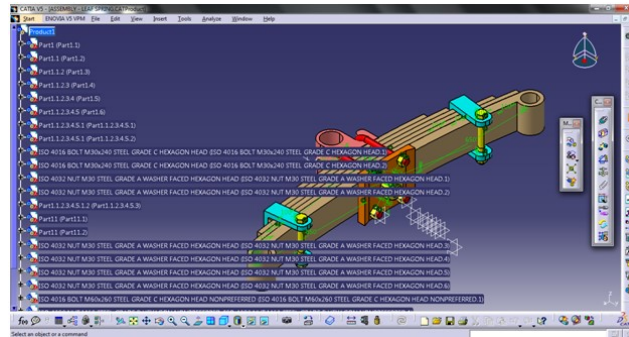 CATIA V5 - [ASSEMBLY - LEAF SPRING.CATProduct]
Start ENOVIA V5 VPM File Edit View Insert Tools Analyze Window Help
Product1
Part1 (Part1.1)
Part1.1 (Part1.2)
Part1.1.2 (Part1.3)
Part1.1.2.3 (Part1.4)
Part1.1.2.3.4 (Part1.5)
Part1.1.2.3.4.5 (Part1.6)
Part1.1.2.3.4.5.1 (Part1.1.2.3.4.5.1)
Part1.1.2.3.4.5.1 (Part1.1.2.3.4.5.2)
ISO 4016 BOLT M30x240 STEEL GRADE C HEXAGON HEAD (ISO 4016 BOLT M30x240 STEEL GRADE C HEXAGON HEAD.1)
ISO 4016 BOLT M30x240 STEEL GRADE C HEXAGON HEAD (ISO 4016 BOLT M30x240 STEEL GRADE C HEXAGON HEAD.2)
ISO 4032 NUT M30 STEEL GRADE A WASHER FACED HEXAGON HEAD (ISO 4032 NUT M30 STEEL GRADE A WASHER FACED HEXAGON HEAD.1)
ISO 4032 NUT M30 STEEL GRADE A WASHER FACED HEXAGON HEAD (ISO 4032 NUT M30 STEEL GRADE A WASHER FACED HEXAGON HEAD.2)
Part1.1.2.3.4.5.1.2 (Part1.1.2.3.4.5.3)
Part11 (Part11.1)
Part11 (Part11.2)
ISO 4032 NUT M30 STEEL GRADE A WASHER FACED HEXAGON HEAD (ISO 4032 NUT M30 STEEL GRADE A WASHER FACED HEXAGON HEAD.3)
ISO 4032 NUT M30 STEEL GRADE A WASHER FACED HEXAGON HEAD (ISO 4032 NUT M30 STEEL GRADE A WASHER FACED HEXAGON HEAD.4)
ISO 4032 NUT M30 STEEL GRADE A WASHER FACED HEXAGON HEAD (ISO 4032 NUT M30 STEEL GRADE A WASHER FACED HEXAGON HEAD.5)
ISO 4032 NUT M30 STEEL GRADE A WASHER FACED HEXAGON HEAD (ISO 4032 NUT M30 STEEL GRADE A WASHER FACED HEXAGON HEAD.6)
ISO 4016 BOLT M60x260 STEEL GRADE C HEXAGON HEAD NONPREFERRED (ISO 4016 BOLT M60x260 STEEL GRADE C HEXAGON HEAD NONPREFERRED.1)
Select an object or a command